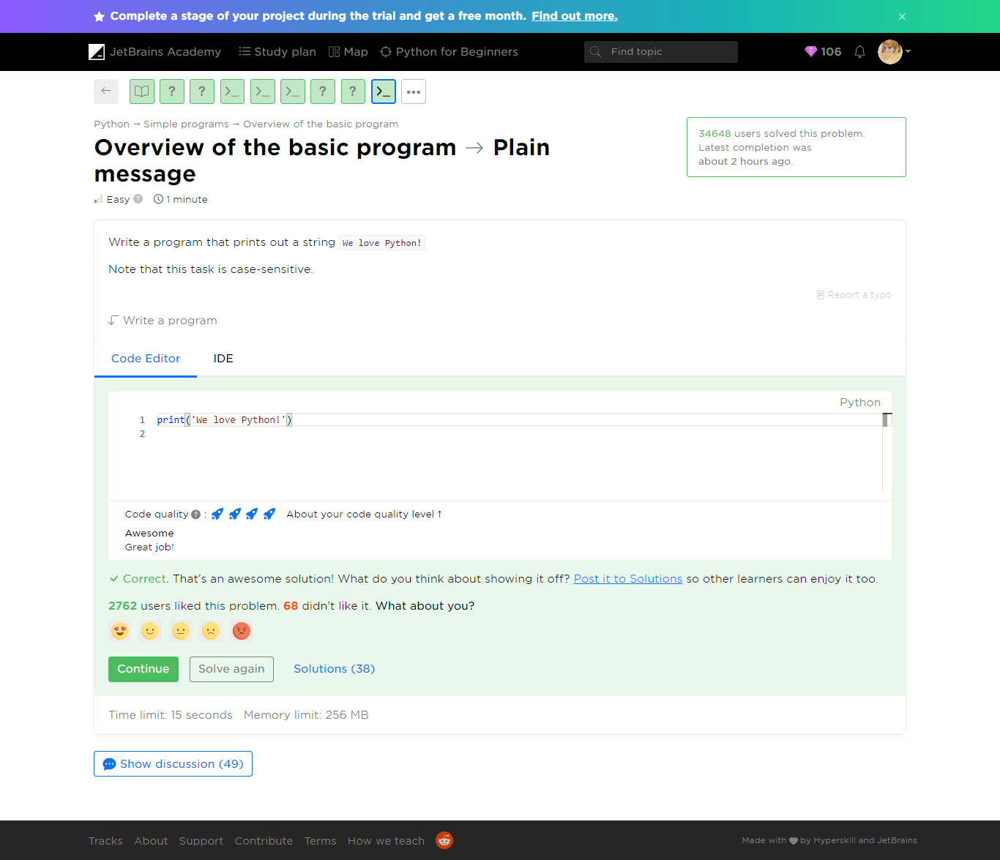 Complete a stage of your project during the trial and get a free month. Find out more. ×
JetBrains Academy Study plan Map Python for Beginners Find topic 106
? ? >_ >_ >_ ? ? >_ •••
Python → Simple programs → Overview of the basic program
Overview of the basic program → Plain
message
Easy ? 1 minute
34648 users solved this problem.
Latest completion was
about 2 hours ago.
Write a program that prints out a string We love Python!
Note that this task is case-sensitive.
Report a typo
Write a program
Code Editor IDE
Python
1 print('We love Python!')
2
Code quality ? : About your code quality level ↑
Awesome
Great job!
Correct. That's an awesome solution! What do you think about showing it off? Post it to Solutions so other learners can enjoy it too.
2762 users liked this problem. 68 didn't like it. What about you?
Continue Solve again Solutions (38)
Time limit: 15 seconds Memory limit: 256 MB
Show discussion (49)
Tracks About Support Contribute Terms How we teach Made with ♥ by Hyperskill and JetBrains